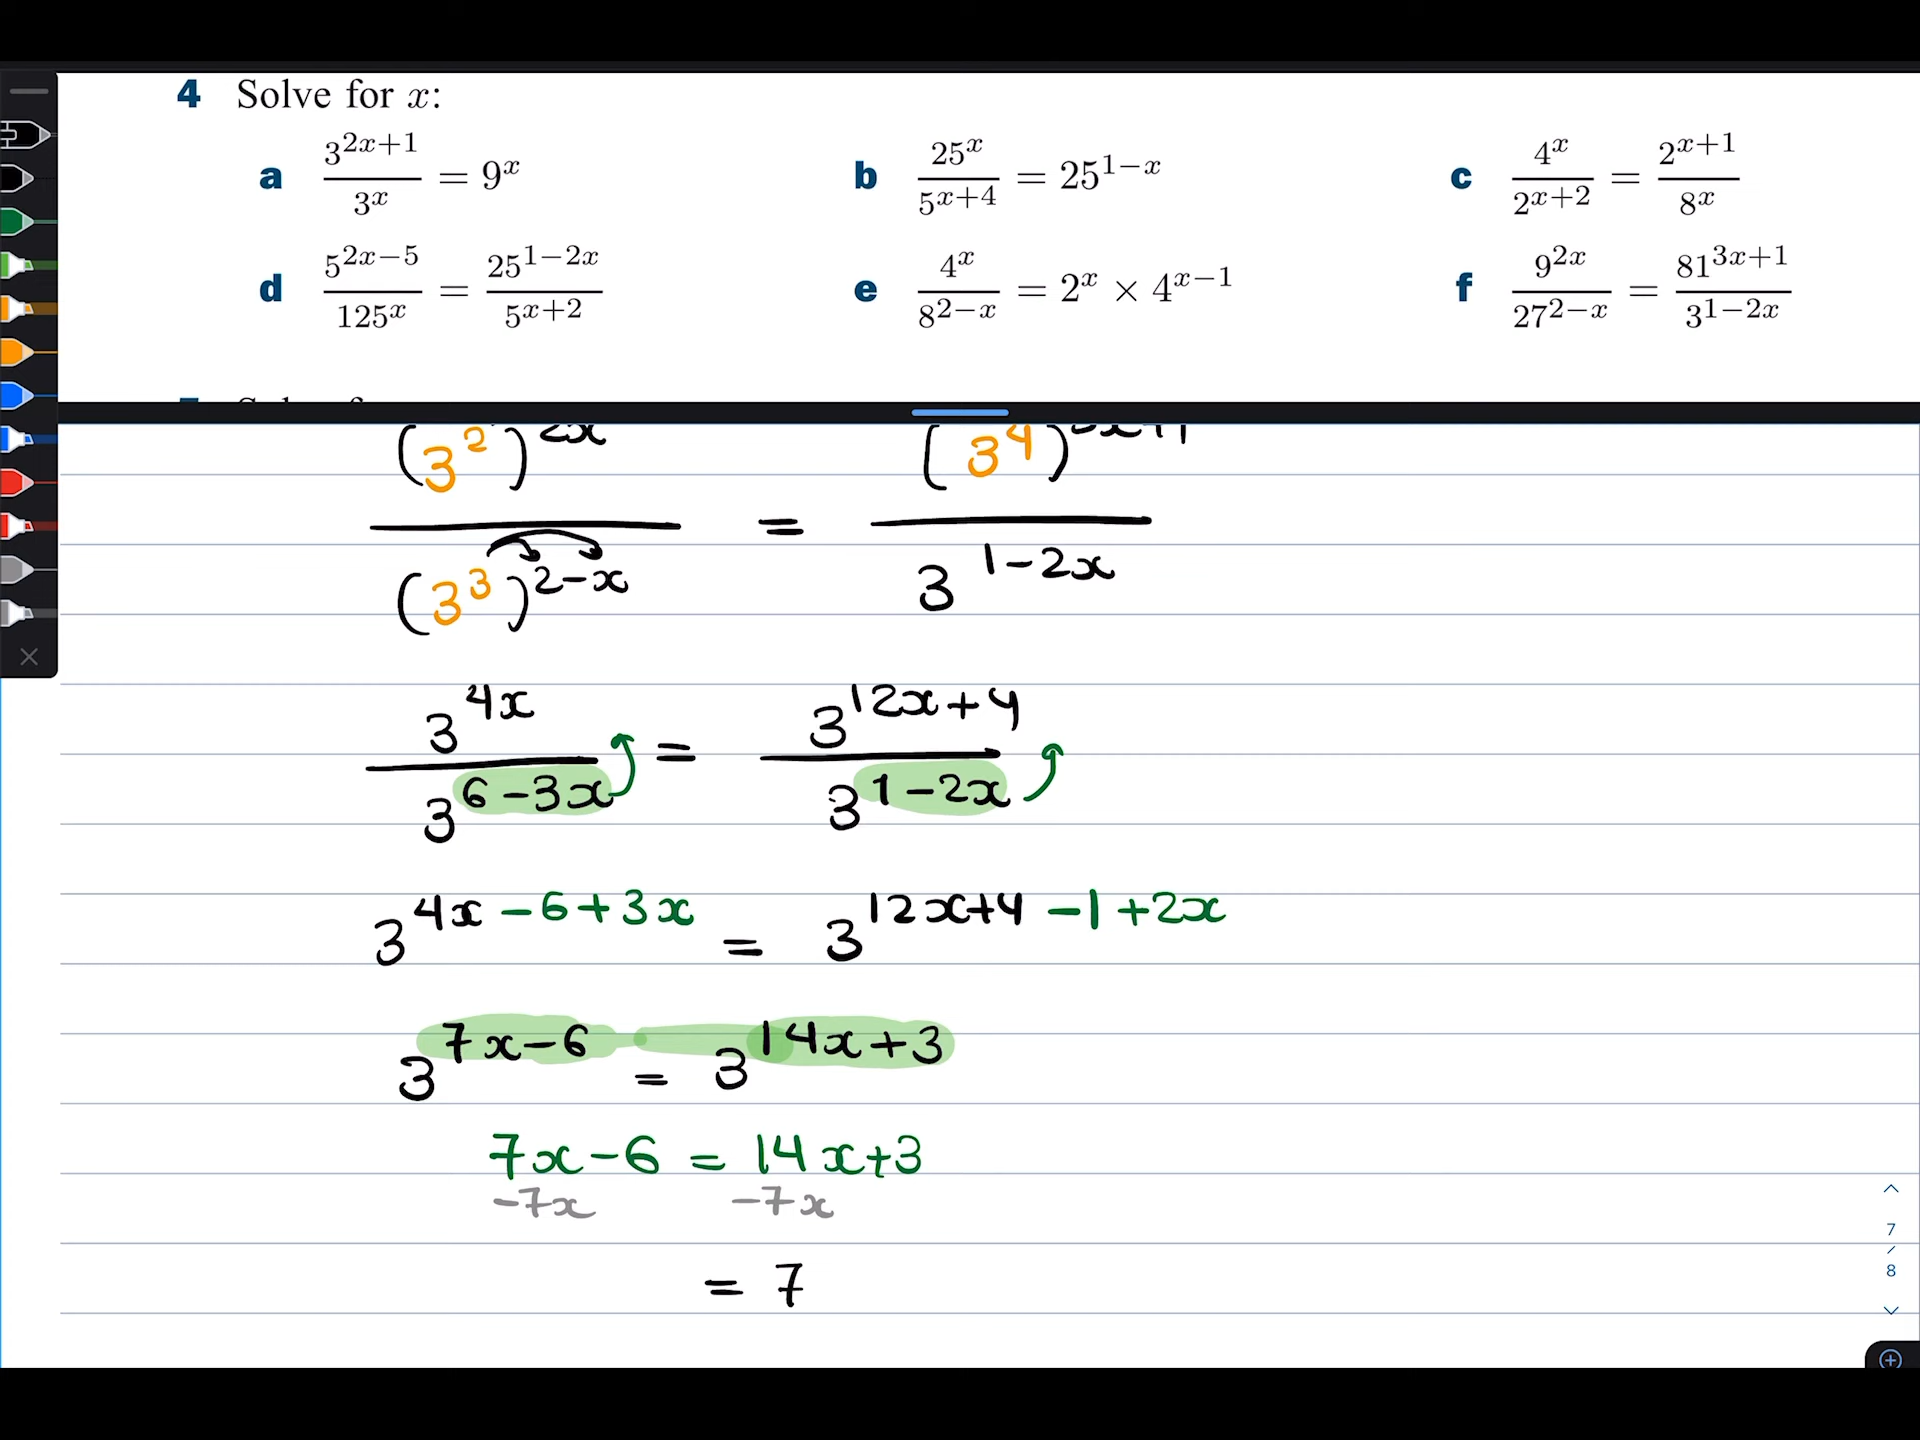 4 Solve for x:
a 3^{2x+1}/3^x = 9^x b 25^x/5^{x+4} = 25^{1−x} c 4^x/2^{x+2} = 2^{x+1}/8^x
d 5^{2x−5}/125^x = 25^{1−2x}/5^{x+2} e 4^x/8^{2−x} = 2^x × 4^{x−1} f 9^{2x}/27^{2−x} = 81^{3x+1}/3^{1−2x}
(3^2)^{2x}/(3^3)^{2−x} = (3^4)^{3x+1}/3^{1−2x}
3^{4x}/3^{6−3x} = 3^{12x+4}/3^{1−2x}
3^{4x−6+3x} = 3^{12x+4−1+2x}
3^{7x−6} = 3^{14x+3}
7x−6 = 14x+3
−7x −7x
= 7
7
/
8